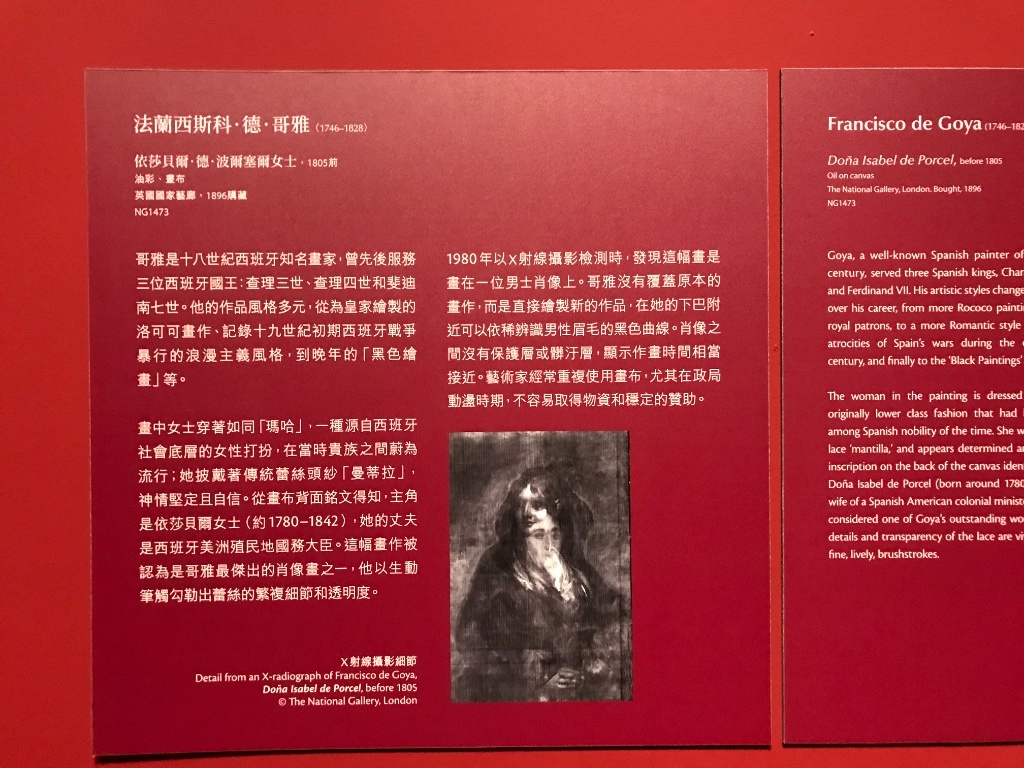 法蘭西斯科·德·哥雅 (1746–1828)
依莎貝爾·德·波爾塞爾女士，1805前
油彩、畫布
英國國家藝廊，1896購藏
NG1473
哥雅是十八世紀西班牙知名畫家，曾先後服務
三位西班牙國王：查理三世、查理四世和斐迪
南七世。他的作品風格多元，從為皇家繪製的
洛可可畫作、記錄十九世紀初期西班牙戰爭
暴行的浪漫主義風格，到晚年的「黑色繪
畫」等。
畫中女士穿著如同「瑪哈」，一種源自西班牙
社會底層的女性打扮，在當時貴族之間蔚為
流行；她披戴著傳統蕾絲頭紗「曼蒂拉」，
神情堅定且自信。從畫布背面銘文得知，主角
是依莎貝爾女士（約1780–1842），她的丈夫
是西班牙美洲殖民地國務大臣。這幅畫作被
認為是哥雅最傑出的肖像畫之一，他以生動
筆觸勾勒出蕾絲的繁複細節和透明度。
1980年以X射線攝影檢測時，發現這幅畫是
畫在一位男士肖像上。哥雅沒有覆蓋原本的
畫作，而是直接繪製新的作品，在她的下巴附
近可以依稀辨識男性眉毛的黑色曲線。肖像之
間沒有保護層或髒汙層，顯示作畫時間相當
接近。藝術家經常重複使用畫布，尤其在政局
動盪時期，不容易取得物資和穩定的贊助。
X射線攝影細節
Detail from an X-radiograph of Francisco de Goya,
Doña Isabel de Porcel, before 1805
© The National Gallery, London
Francisco de Goya (1746–182
Doña Isabel de Porcel, before 1805
Oil on canvas
The National Gallery, London. Bought, 1896
NG1473
Goya, a well-known Spanish painter of
century, served three Spanish kings, Char
and Ferdinand VII. His artistic styles change
over his career, from more Rococo painti
royal patrons, to a more Romantic style
atrocities of Spain's wars during the
century, and finally to the 'Black Paintings'
The woman in the painting is dressed
originally lower class fashion that had
among Spanish nobility of the time. She w
lace 'mantilla,' and appears determined a
inscription on the back of the canvas iden
Doña Isabel de Porcel (born around 1780
wife of a Spanish American colonial minist
considered one of Goya's outstanding wo
details and transparency of the lace are vi
fine, lively, brushstrokes.